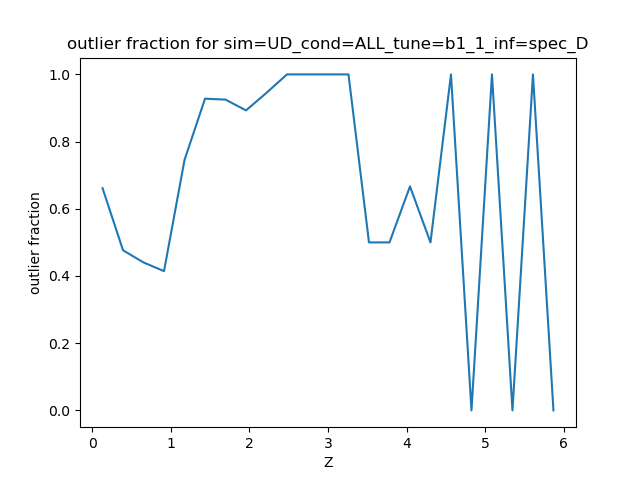 outlier fraction for sim=UD_cond=ALL_tune=b1_1_inf=spec_D
1.0
0.8
0.6
0.4
0.2
0.0
outlier fraction
0 1 2 3 4 5 6
Z